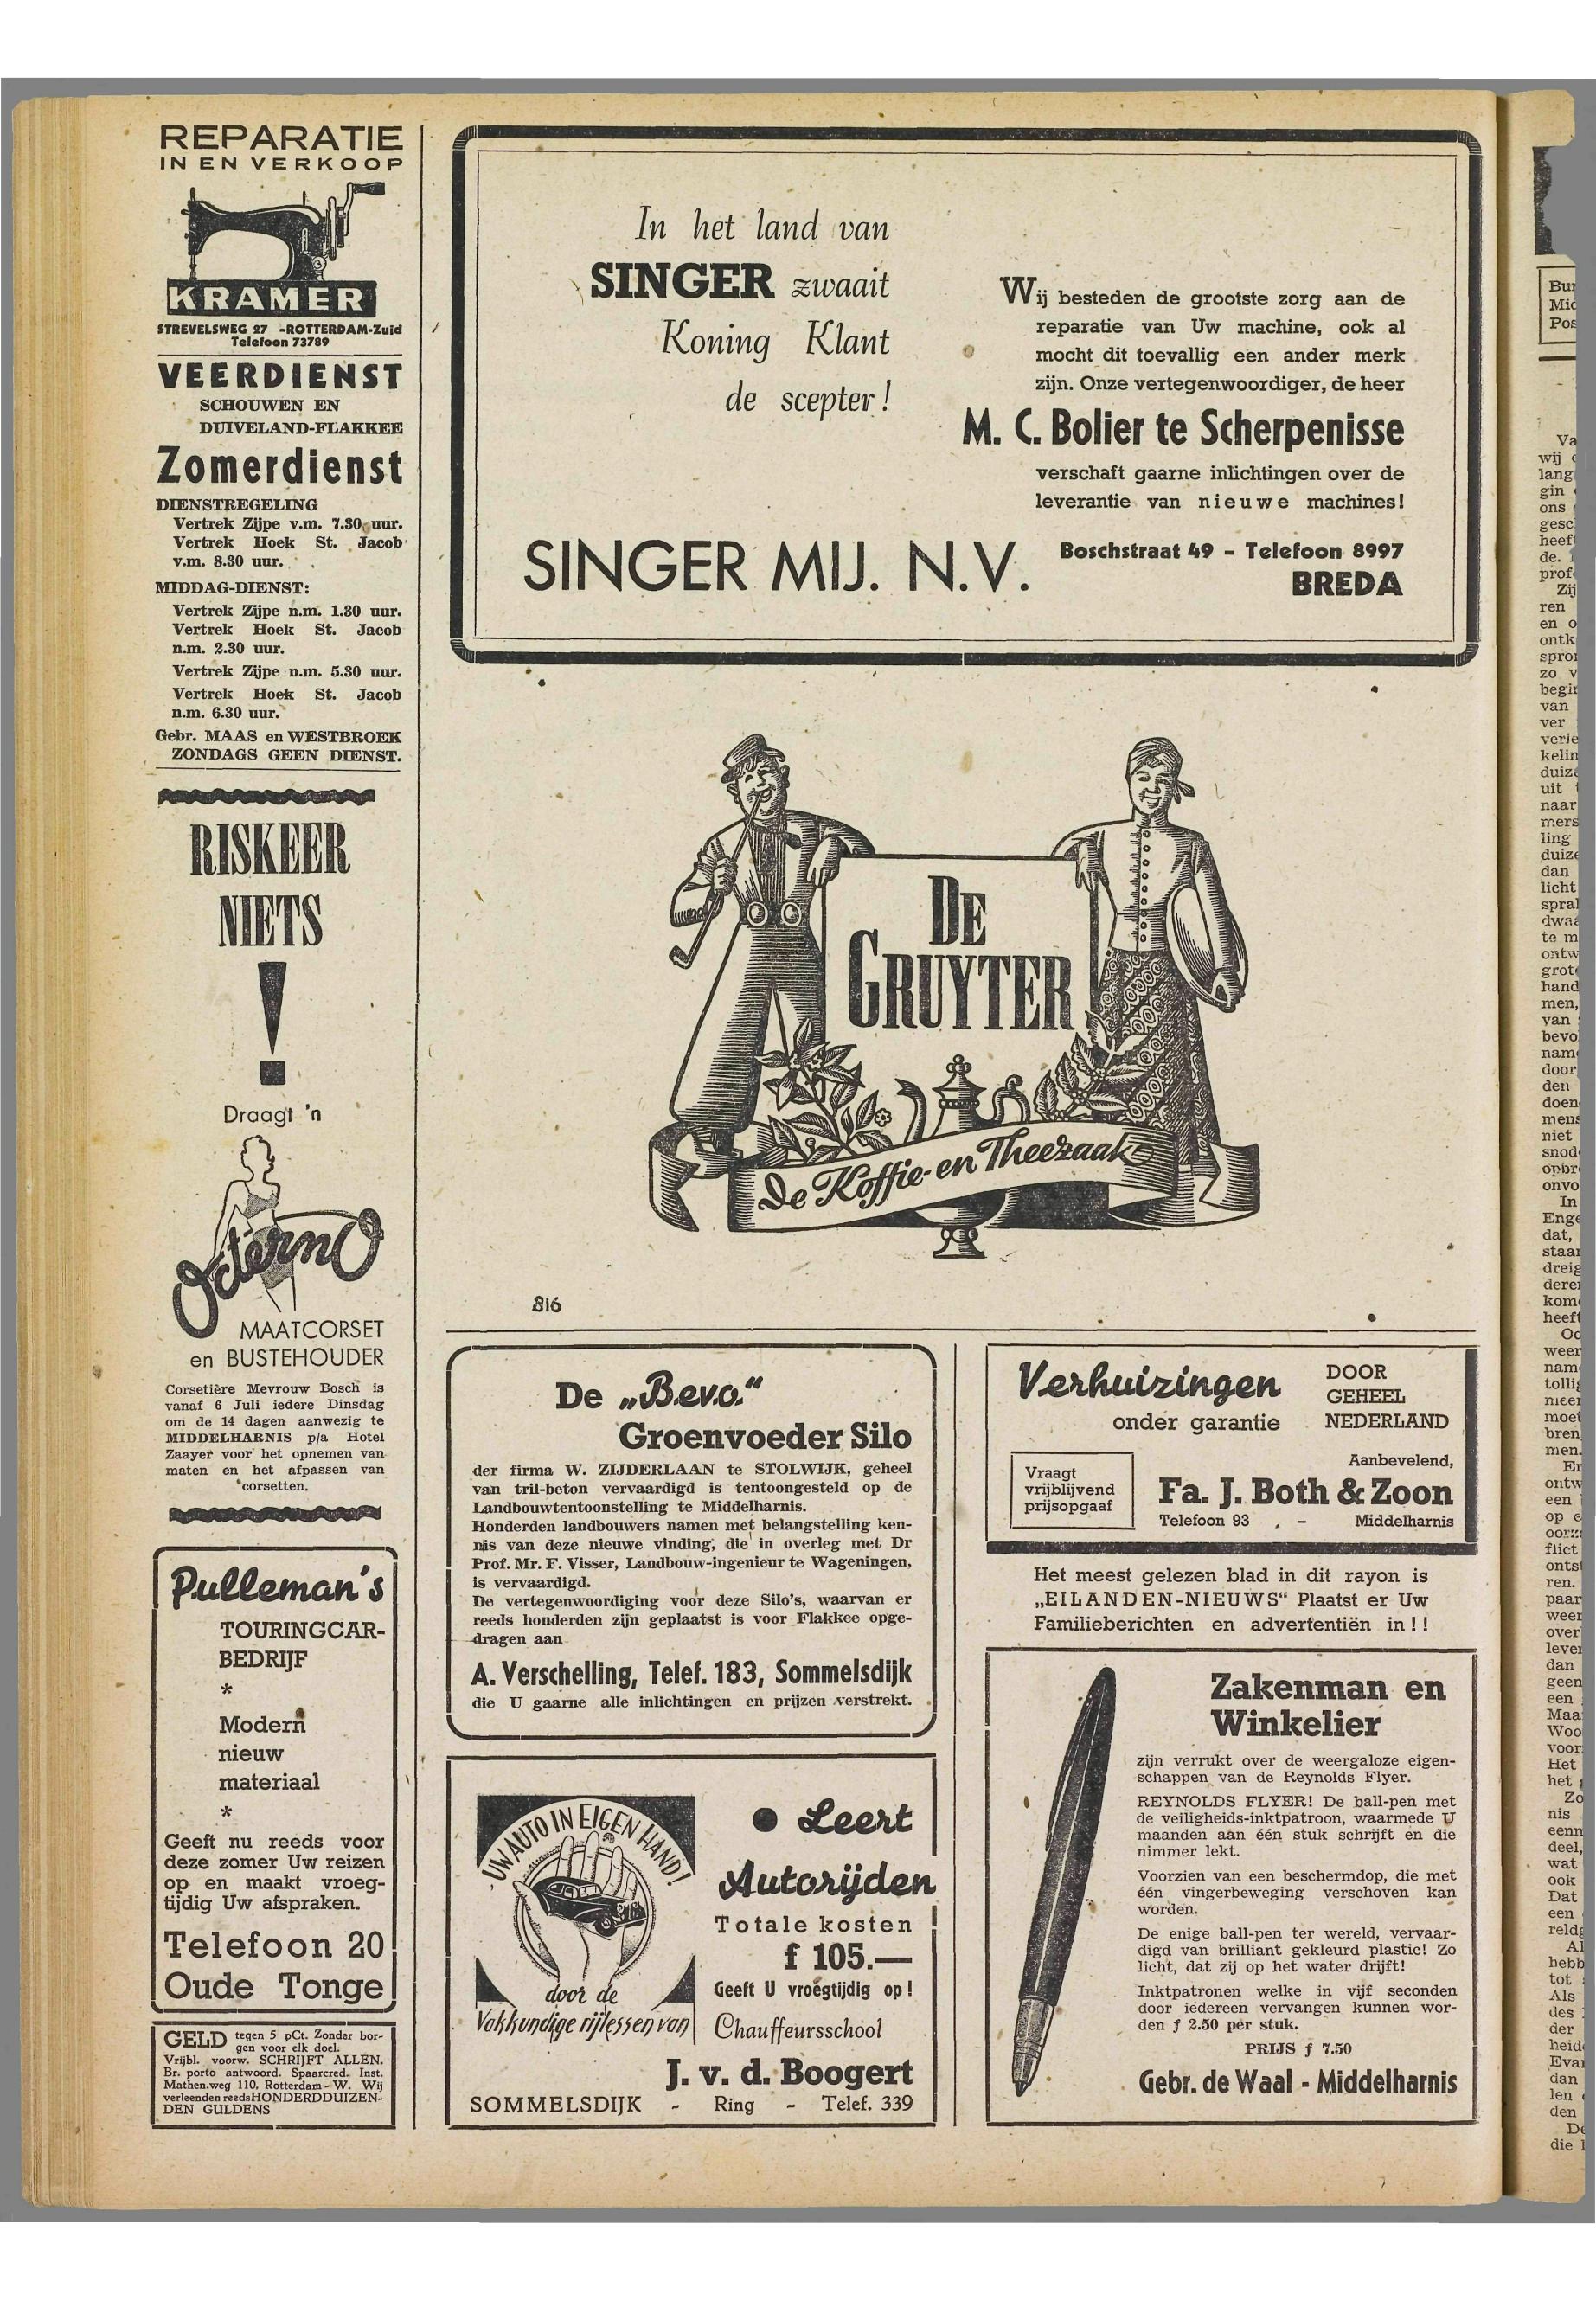 REPARATIE
IN EN VERKOOP
KRAMER
STREVELSWEG 27 -ROTTERDAM-Zuid
Telefoon 73789
VEERDIENST
SCHOUWEN EN
DUIVELAND-FLAKKEE
Zomerdienst
DIENSTREGELING
Vertrek Zijpe v.m. 7.30 uur.
Vertrek Hoek St. Jacob
v.m. 8.30 uur.
MIDDAG-DIENST:
Vertrek Zijpe n.m. 1.30 uur.
Vertrek Hoek St. Jacob
n.m. 2.30 uur.
Vertrek Zijpe n.m. 5.30 uur.
Vertrek Hoek St. Jacob
n.m. 6.30 uur.
Gebr. MAAS en WESTBROEK
ZONDAGS GEEN DIENST.
RISKEER
NIETS
!
Draagt 'n
Octerno
MAATCORSET
en BUSTEHOUDER
Corsetière Mevrouw Bosch is
vanaf 6 Juli iedere Dinsdag
om de 14 dagen aanwezig te
MIDDELHARNIS p/a Hotel
Zaayer voor het opnemen van
maten en het afpassen van
corsetten.
Pulleman's
TOURINGCAR-
BEDRIJF
*
Modern
nieuw
materiaal
*
Geeft nu reeds voor
deze zomer Uw reizen
op en maakt vroeg-
tijdig Uw afspraken.
Telefoon 20
Oude Tonge
GELD tegen 5 pCt. Zonder bor-
gen voor elk doel.
Vrijbl. voorw. SCHRIJFT ALLEN.
Br. porto antwoord. Spaarcred. Inst.
Mathen.weg 110, Rotterdam-W. Wij
verleenden reeds HONDERDDUIZEN-
DEN GULDENS
In het land van
SINGER zwaait
Koning Klant
de scepter!
Wij besteden de grootste zorg aan de
reparatie van Uw machine, ook al
mocht dit toevallig een ander merk
zijn. Onze vertegenwoordiger, de heer
M. C. Bolier te Scherpenisse
verschaft gaarne inlichtingen over de
leverantie van nieuwe machines!
SINGER MIJ. N.V.
Boschstraat 49 - Telefoon 8997
BREDA
DE
GRUYTER
De Koffie- en Theezaak
816
De „Bevo."
Groenvoeder Silo
der firma W. ZIJDERLAAN te STOLWIJK, geheel
van tril-beton vervaardigd is tentoongesteld op de
Landbouwtentoonstelling te Middelharnis.
Honderden landbouwers namen met belangstelling ken-
nis van deze nieuwe vinding, die in overleg met Dr
Prof. Mr. F. Visser, Landbouw-ingenieur te Wageningen,
is vervaardigd.
De vertegenwoordiging voor deze Silo's, waarvan er
reeds honderden zijn geplaatst is voor Flakkee opge-
dragen aan
A. Verschelling, Telef. 183, Sommelsdijk
die U gaarne alle inlichtingen en prijzen verstrekt.
UW AUTO IN EIGEN HAND!
door de
Vakkundige rijlessen van
Leert
Autorijden
Totale kosten
f 105.—
Geeft U vroegtijdig op!
Chauffeursschool
J. v. d. Boogert
SOMMELSDIJK - Ring - Telef. 339
Verhuizingen
onder garantie
DOOR
GEHEEL
NEDERLAND
Vraagt
vrijblijvend
prijsopgaaf
Aanbevelend,
Fa. J. Both & Zoon
Telefoon 93 - Middelharnis
Het meest gelezen blad in dit rayon is
„EILANDEN-NIEUWS" Plaatst er Uw
Familieberichten en advertentiën in!!
Zakenman en
Winkelier
zijn verrukt over de weergaloze eigen-
schappen van de Reynolds Flyer.
REYNOLDS FLYER! De ball-pen met
de veiligheids-inktpatroon, waarmede U
maanden aan één stuk schrijft en die
nimmer lekt.
Voorzien van een beschermdop, die met
één vingerbeweging verschoven kan
worden.
De enige ball-pen ter wereld, vervaar-
digd van brilliant gekleurd plastic! Zo
licht, dat zij op het water drijft!
Inktpatronen welke in vijf seconden
door iedereen vervangen kunnen wor-
den f 2.50 per stuk.
PRIJS f 7.50
Gebr. de Waal - Middelharnis